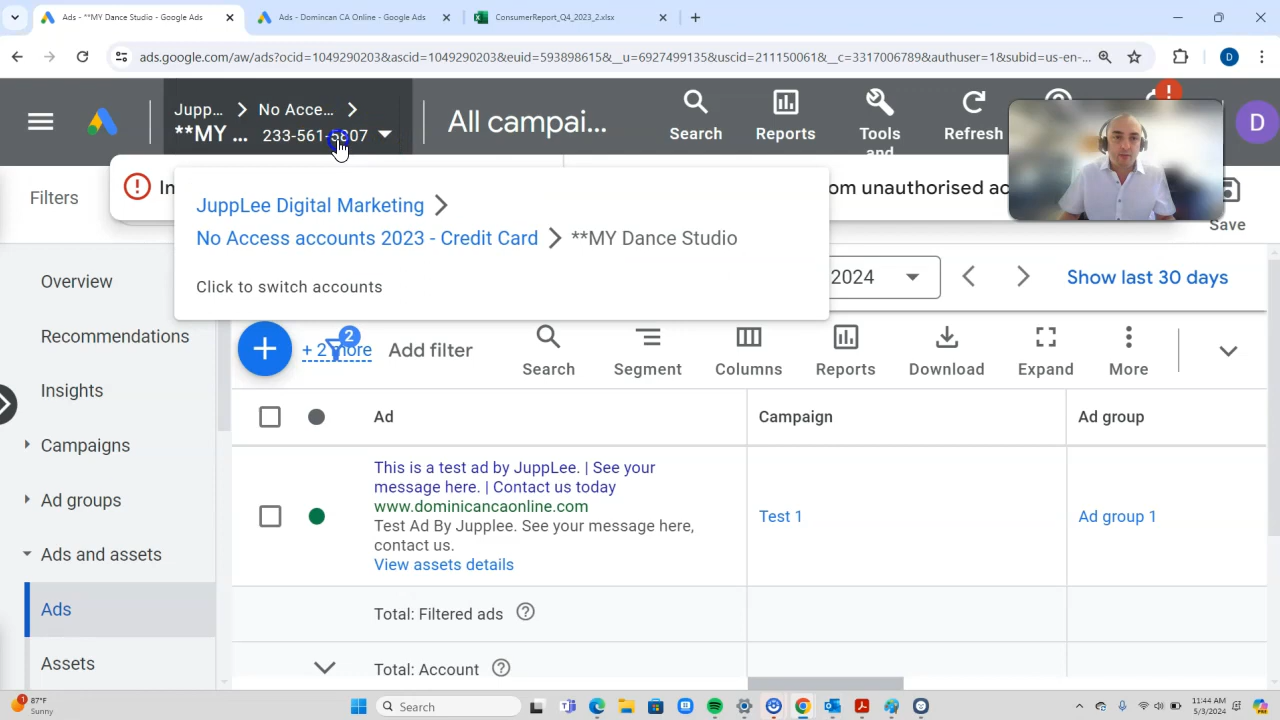 Ads - **MY Dance Studio - Google Ads
Ads - Domincan CA Online - Google Ads
ConsumerReport_Q4_2023_2.xlsx
ads.google.com/aw/ads?ocid=1049290203&ascid=1049290203&euid=593898615&__u=6927499135&uscid=211150061&__c=3317006789&authuser=1&subid=us-en-...
D
Jupp...
No Acce...
**MY ...
233-561-5807
All campai...
Search
Reports
Tools and
Refresh
D
In
om unauthorised ac
Filters
Save
JuppLee Digital Marketing
No Access accounts 2023 - Credit Card
**MY Dance Studio
Click to switch accounts
2024
Show last 30 days
Overview
Recommendations
Insights
Campaigns
Ad groups
Ads and assets
Ads
Assets
2
+ 2 more
Add filter
Search
Segment
Columns
Reports
Download
Expand
More
Ad
Campaign
Ad group
This is a test ad by JuppLee. | See your
message here. | Contact us today
www.dominicancaonline.com
Test Ad By Jupplee. See your message here,
contact us.
View assets details
Test 1
Ad group 1
Total: Filtered ads
Total: Account
1
87°F
Sunny
Search
11:44 AM
5/3/2024